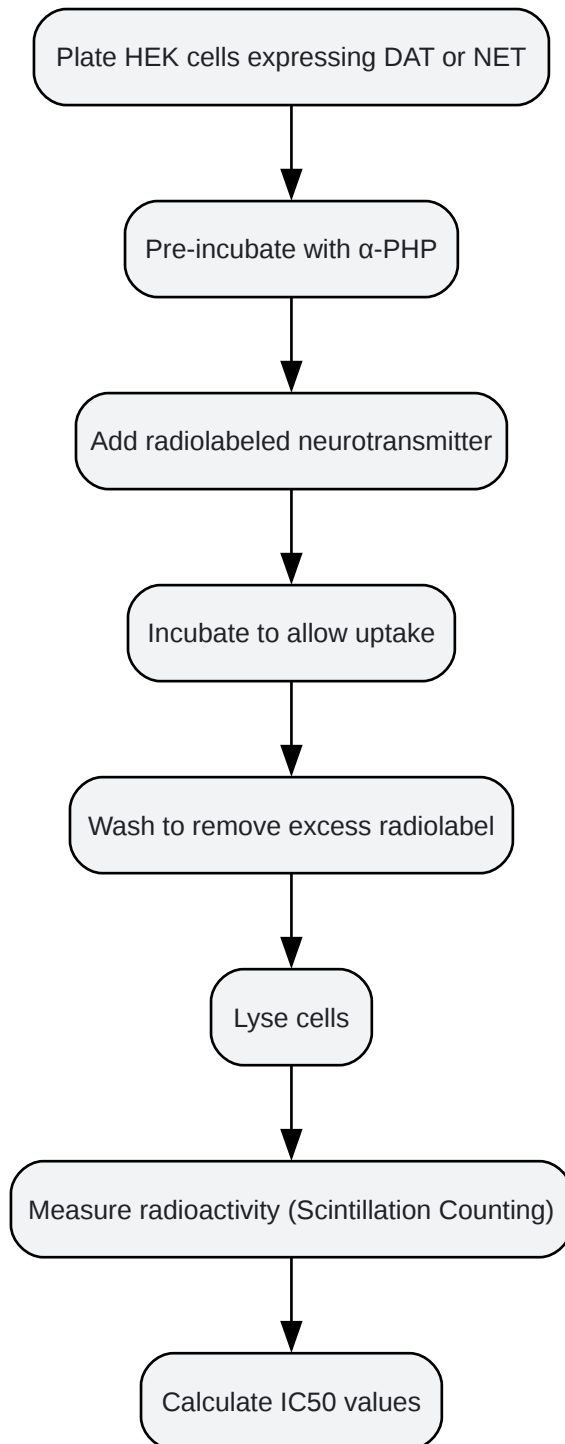 Plate HEK cells expressing DAT or NET
Pre-incubate with α-PHP
Add radiolabeled neurotransmitter
Incubate to allow uptake
Wash to remove excess radiolabel
Lyse cells
Measure radioactivity (Scintillation Counting)
Calculate IC50 values